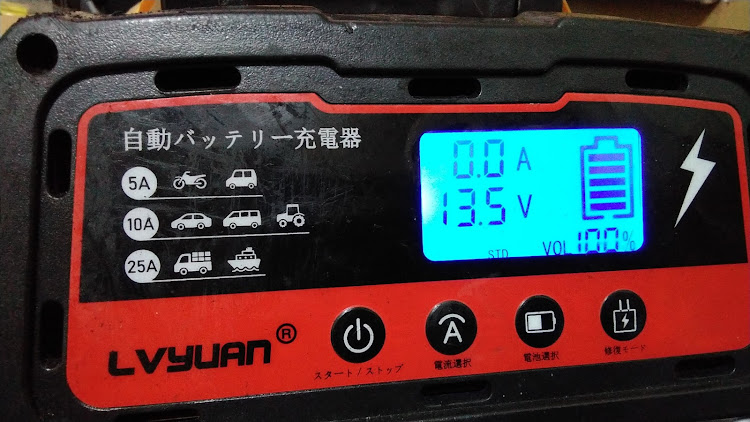 自動バッテリー充電器
5A
10A
25A
0.0 A
13.5 V
STD VOL 100%
LVYUAN®
スタート/ストップ
電流選択
電池選択
修復モード